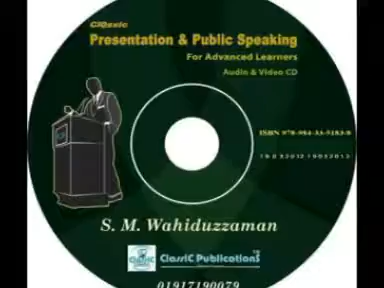 ClQssic
Presentation & Public Speaking
For Advanced Learners
Audio & Video CD
ISBN 978-984-33-5183-8
S. M. Wahiduzzaman
ClassIC Publications
01917190079